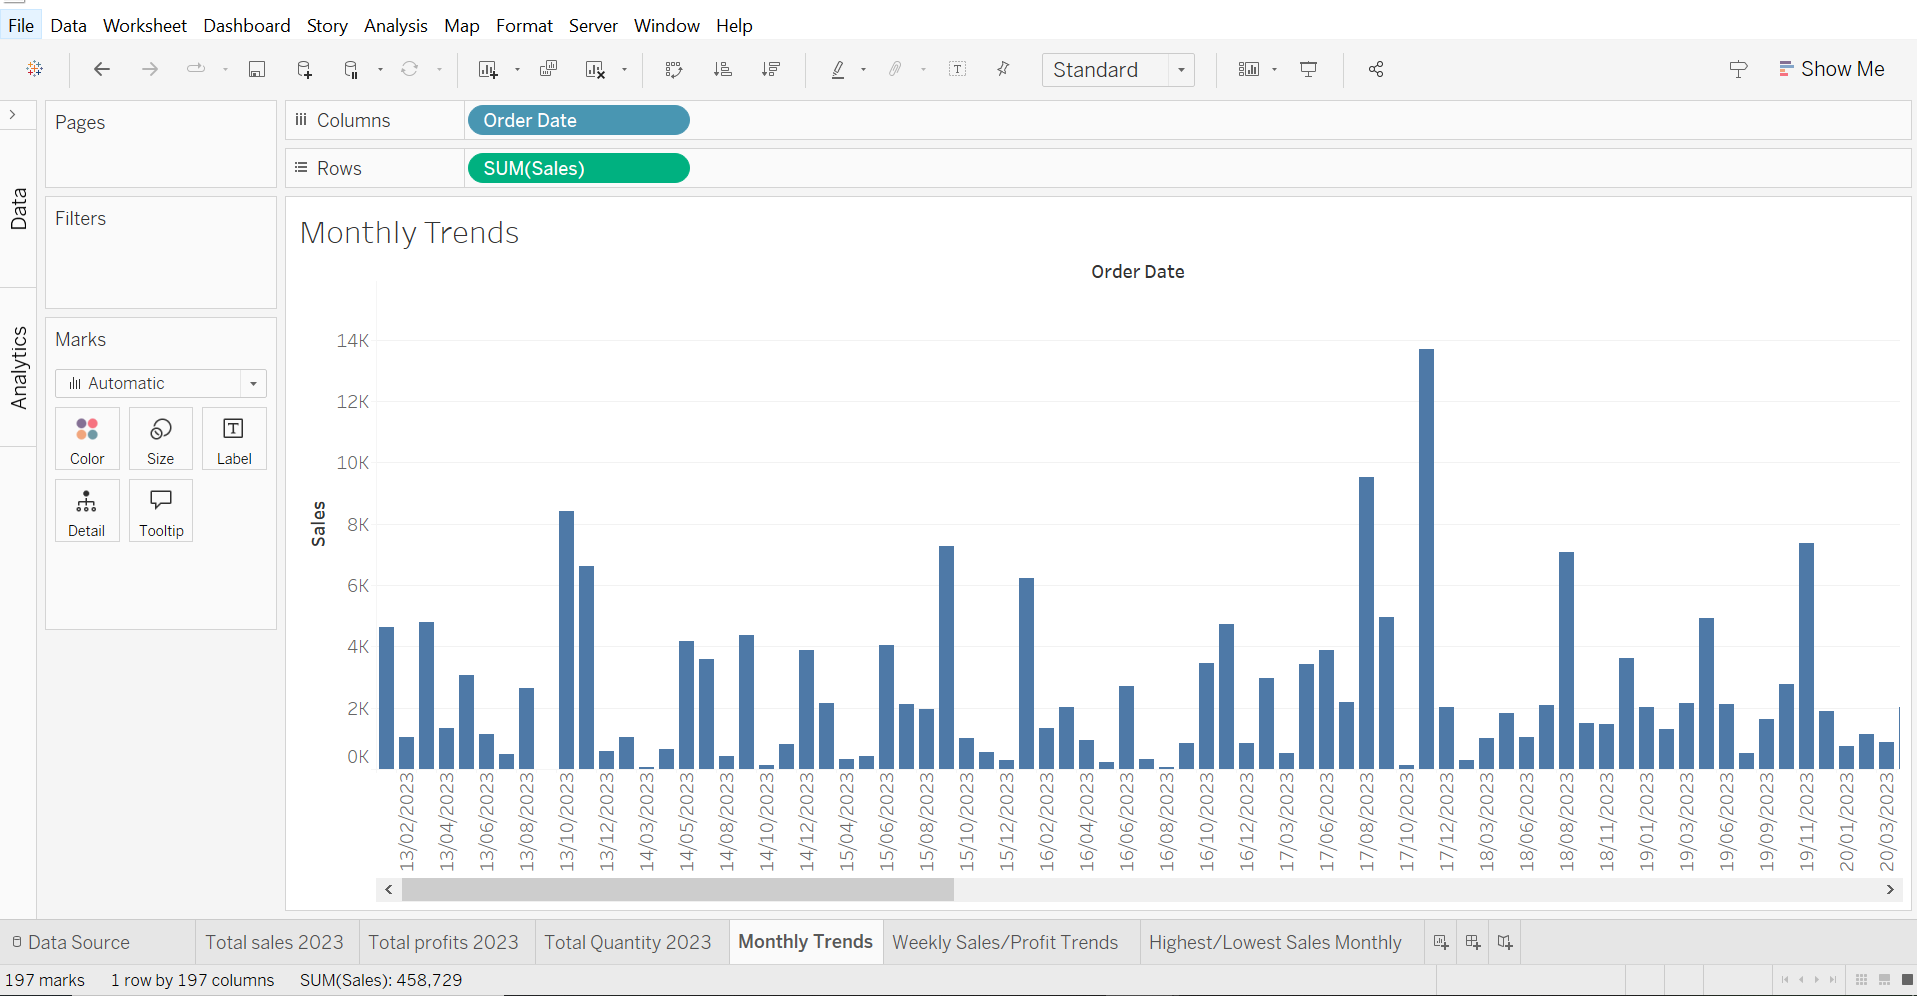 File Data Worksheet Dashboard Story Analysis Map Format Server Window Help
Standard
Show Me
Data
Analytics
Pages
Filters
Marks
Automatic
Color Size Label
Detail Tooltip
Columns Order Date
Rows SUM(Sales)
Monthly Trends
Order Date
Sales
14K
12K
10K
8K
6K
4K
2K
0K
13/02/2023
13/04/2023
13/06/2023
13/08/2023
13/10/2023
13/12/2023
14/03/2023
14/05/2023
14/08/2023
14/10/2023
14/12/2023
15/04/2023
15/06/2023
15/08/2023
15/10/2023
15/12/2023
16/02/2023
16/04/2023
16/06/2023
16/08/2023
16/10/2023
16/12/2023
17/03/2023
17/06/2023
17/08/2023
17/10/2023
17/12/2023
18/03/2023
18/06/2023
18/08/2023
18/11/2023
19/01/2023
19/03/2023
19/06/2023
19/09/2023
19/11/2023
20/01/2023
20/03/2023
Data Source Total sales 2023 Total profits 2023 Total Quantity 2023 Monthly Trends Weekly Sales/Profit Trends Highest/Lowest Sales Monthly
197 marks 1 row by 197 columns SUM(Sales): 458,729